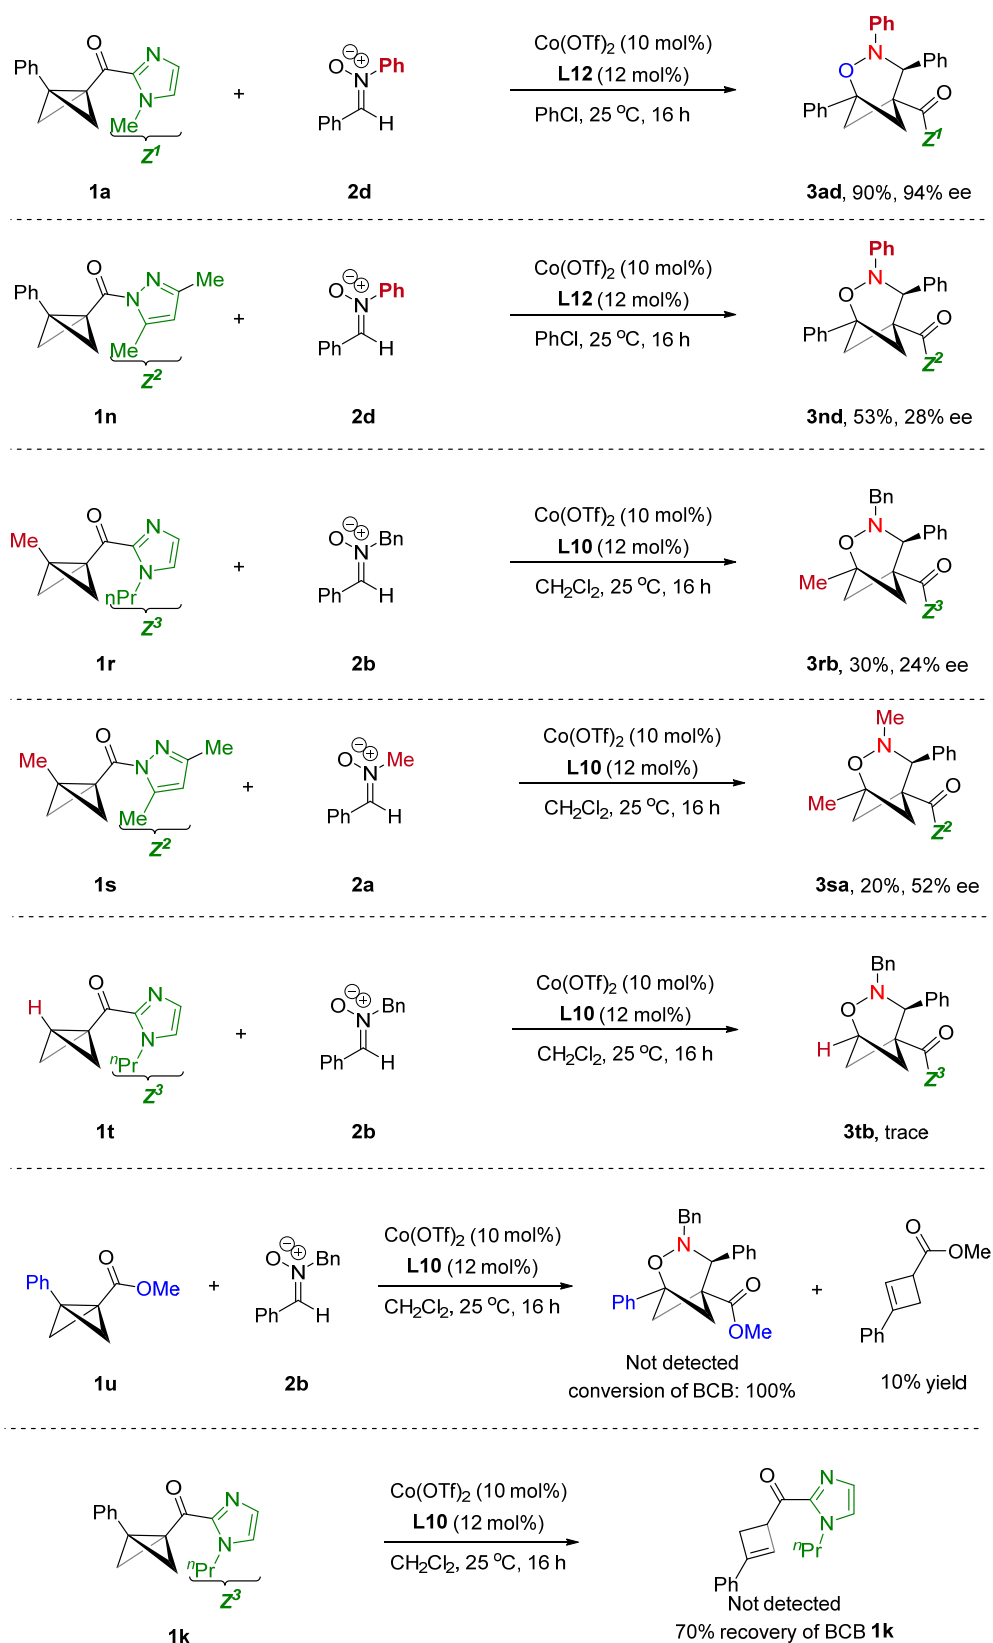 Ph O N N Me Z¹
1a
+
⊖ O ⊕ N Ph Ph H
2d
Co(OTf)₂ (10 mol%)
L12 (12 mol%)
PhCl, 25 °C, 16 h
Ph N Ph O Ph O Z¹
3ad, 90%, 94% ee
Ph O N N Me Me Z²
1n
+
⊖ O ⊕ N Ph Ph H
2d
Co(OTf)₂ (10 mol%)
L12 (12 mol%)
PhCl, 25 °C, 16 h
Ph N Ph O Ph O Z²
3nd, 53%, 28% ee
Me O N N nPr Z³
1r
+
⊖ O ⊕ N Bn Ph H
2b
Co(OTf)₂ (10 mol%)
L10 (12 mol%)
CH₂Cl₂, 25 °C, 16 h
Bn N Ph O Me O Z³
3rb, 30%, 24% ee
Me O N N Me Me Z²
1s
+
⊖ O ⊕ N Me Ph H
2a
Co(OTf)₂ (10 mol%)
L10 (12 mol%)
CH₂Cl₂, 25 °C, 16 h
Me N Ph O Me O Z²
3sa, 20%, 52% ee
H O N N ⁿPr Z³
1t
+
⊖ O ⊕ N Bn Ph H
2b
Co(OTf)₂ (10 mol%)
L10 (12 mol%)
CH₂Cl₂, 25 °C, 16 h
Bn N Ph O H O Z³
3tb, trace
Ph O OMe
1u
+
⊖ O ⊕ N Bn Ph H
2b
Co(OTf)₂ (10 mol%)
L10 (12 mol%)
CH₂Cl₂, 25 °C, 16 h
Bn N Ph O Ph O OMe
Not detected
conversion of BCB: 100%
+
O OMe Ph
10% yield
Ph O N N ⁿPr Z³
1k
Co(OTf)₂ (10 mol%)
L10 (12 mol%)
CH₂Cl₂, 25 °C, 16 h
O N N ⁿPr Ph
Not detected
70% recovery of BCB 1k